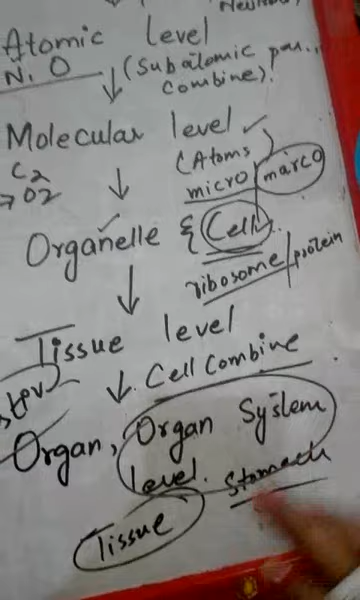 Atomic level
N, O
(Subatomic par..
combine).
Molecular level
C2
O2
(Atoms
micro marco
Organelle & Cell
ribosome/protein
Tissue level
Cell Combine
Organ, Organ System
level. Stomach
Tissue